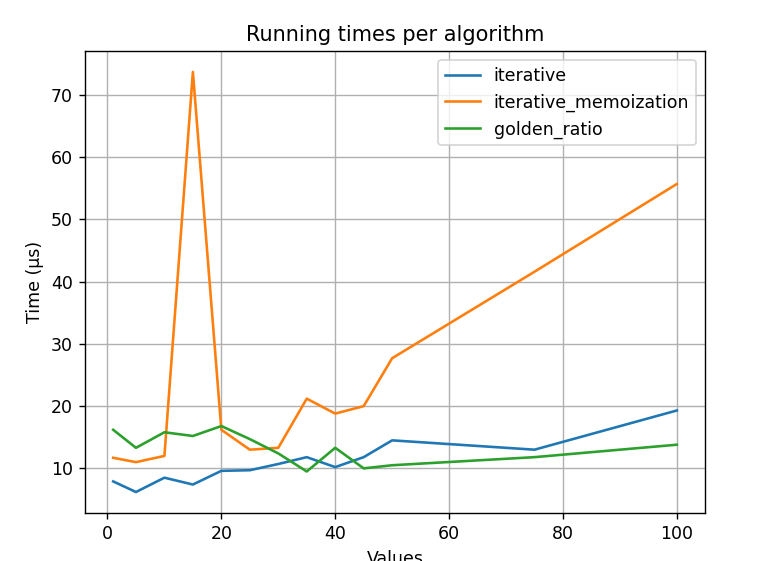 Running times per algorithm
iterative
iterative_memoization
golden_ratio
Time (μs)
70
60
50
40
30
20
10
0 20 40 60 80 100
Values